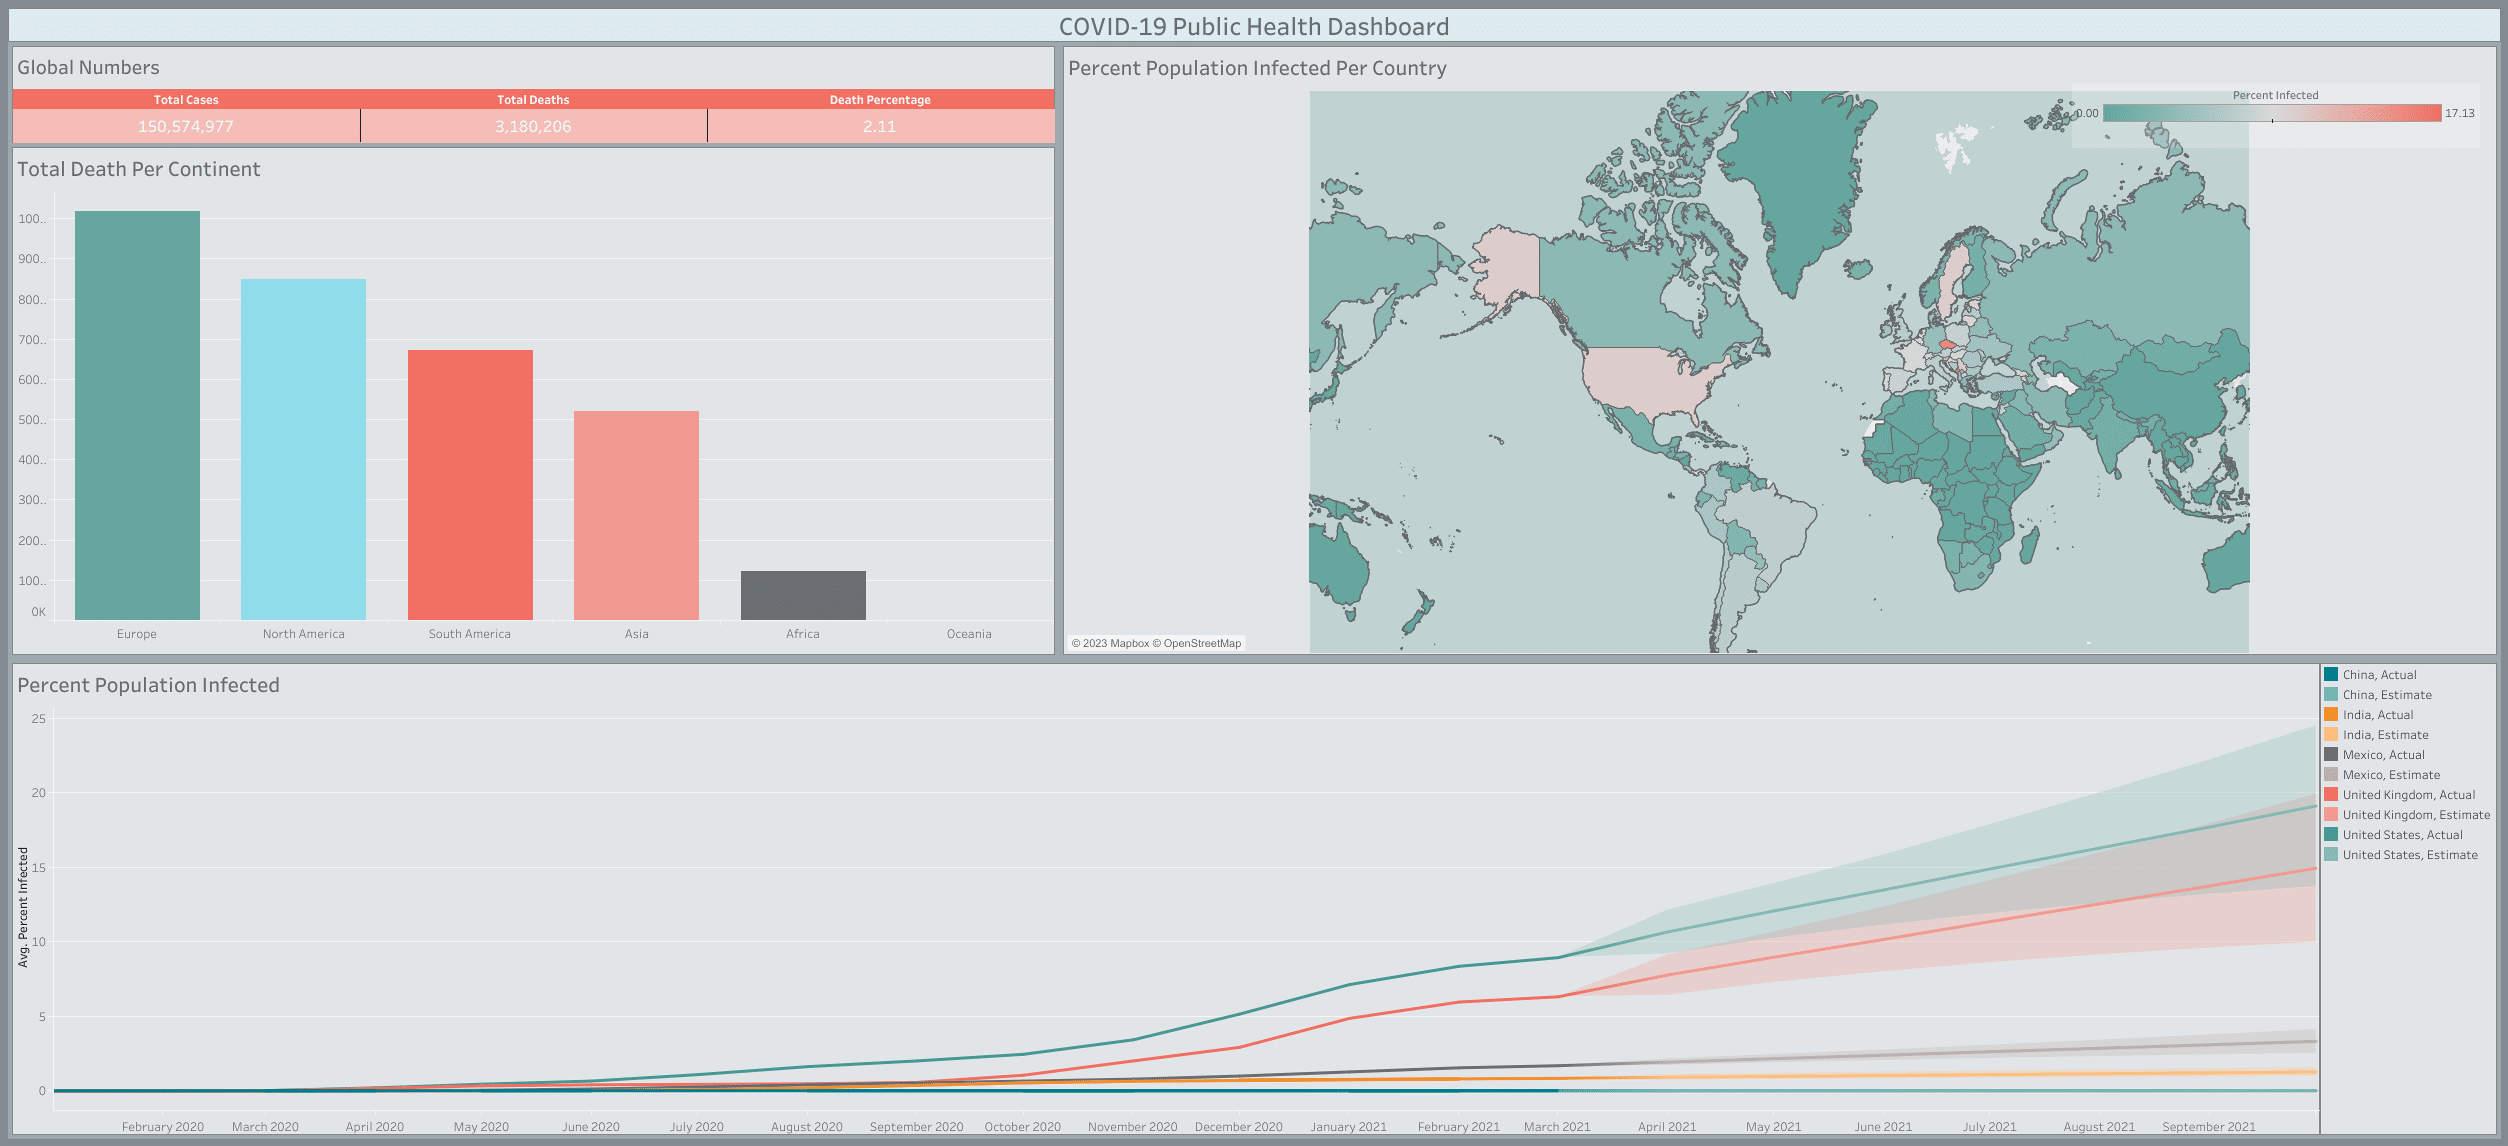 COVID-19 Public Health Dashboard
Global Numbers
Total Cases Total Deaths Death Percentage
150,574,977 3,180,206 2.11
Total Death Per Continent
100..
900..
800..
700..
600..
500..
400..
300..
200..
100..
0K
Europe North America South America Asia Africa Oceania
Percent Population Infected Per Country
Percent Infected
0.00 17.13
© 2023 Mapbox © OpenStreetMap
Percent Population Infected
Avg. Percent Infected
25
20
15
10
5
0
February 2020 March 2020 April 2020 May 2020 June 2020 July 2020 August 2020 September 2020 October 2020 November 2020 December 2020 January 2021 February 2021 March 2021 April 2021 May 2021 June 2021 July 2021 August 2021 September 2021
China, Actual
China, Estimate
India, Actual
India, Estimate
Mexico, Actual
Mexico, Estimate
United Kingdom, Actual
United Kingdom, Estimate
United States, Actual
United States, Estimate